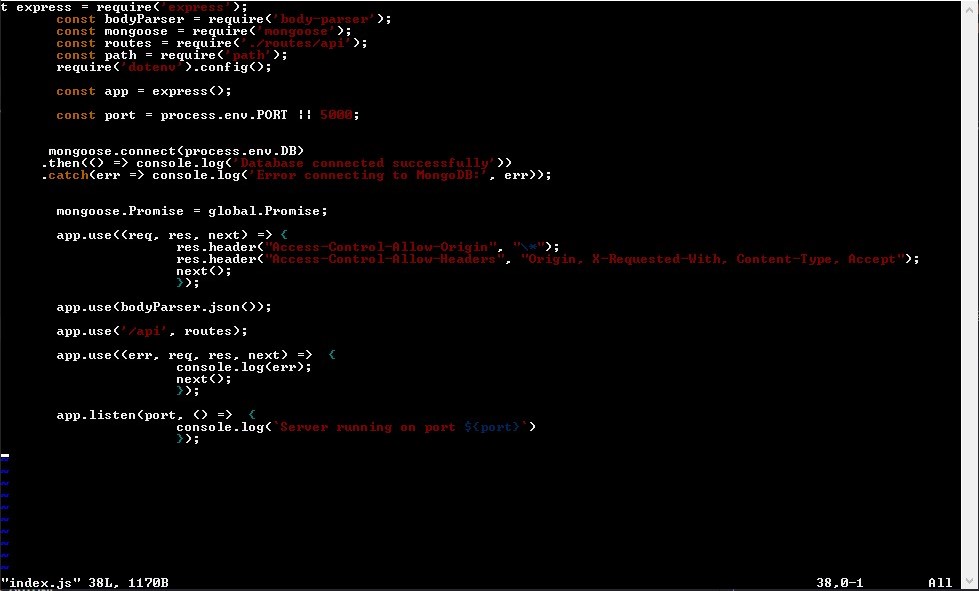 t express = require('express');
const bodyParser = require('body-parser');
const mongoose = require('mongoose');
const routes = require('./routes/api');
const path = require('path');
require('dotenv').config();
const app = express();
const port = process.env.PORT || 5000;
mongoose.connect(process.env.DB)
.then(() => console.log('Database connected successfully'))
.catch(err => console.log('Error connecting to MongoDB:', err));
mongoose.Promise = global.Promise;
app.use((req, res, next) => {
res.header("Access-Control-Allow-Origin", "\*");
res.header("Access-Control-Allow-Headers", "Origin, X-Requested-With, Content-Type, Accept");
next();
});
app.use(bodyParser.json());
app.use('/api', routes);
app.use((err, req, res, next) => {
console.log(err);
next();
});
app.listen(port, () => {
console.log(`Server running on port ${port}`)
});
~
~
~
~
~
~
~
~
~
~
"index.js" 38L, 1170B 38,0-1 All